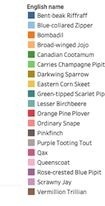 English name
Bent-beak Riffraff
Blue-collared Zipper
Bombadil
Broad-winged Jojo
Canadian Cootamum
Carries Champagne Pipit
Darkwing Sparrow
Eastern Corn Skeet
Green-tipped Scarlet Pip
Lesser Birchbeere
Orange Pine Plover
Ordinary Snape
Pinkfinch
Purple Tooting Tout
Qax
Queenscoat
Rose-crested Blue Pipit
Scrawny Jay
Vermillion Trillian